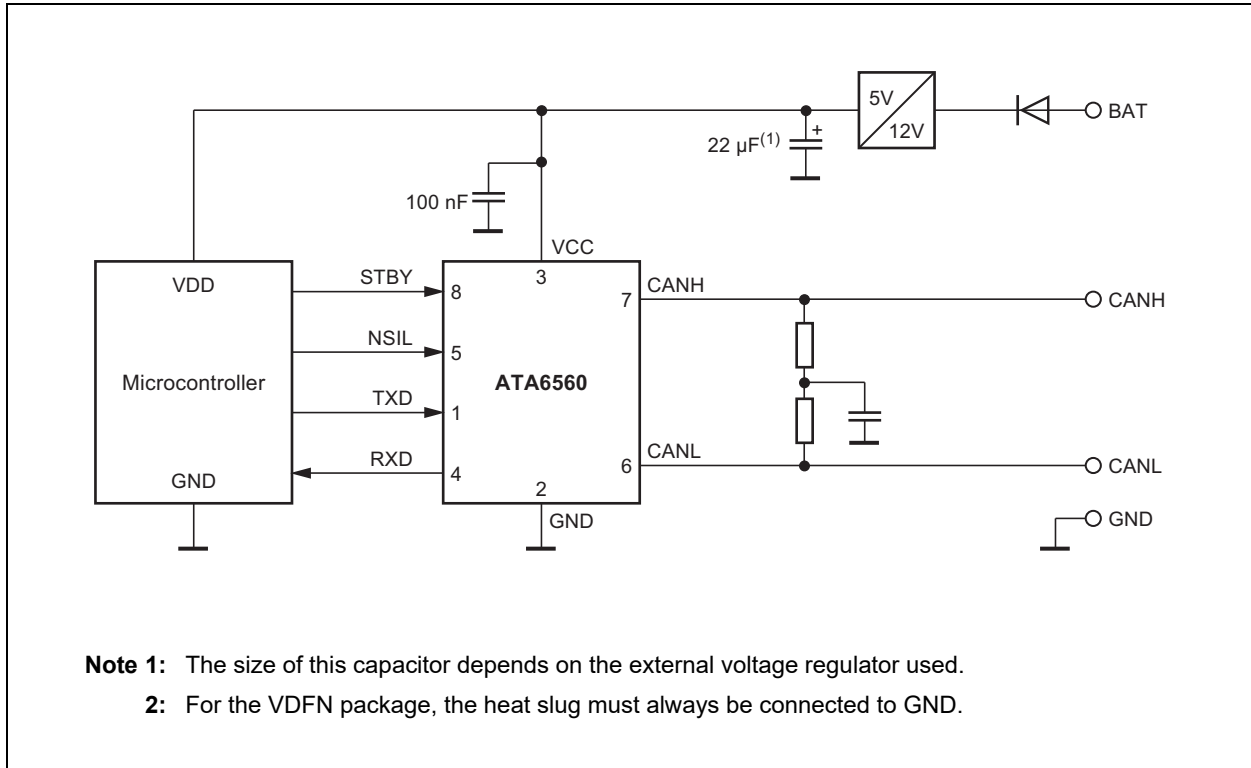 5V
12V
BAT
+
22 µF(1)
100 nF
VCC
VDD
STBY
3
CANH
8
7
CANH
NSIL
5
Microcontroller
ATA6560
TXD
1
RXD
CANL
4
6
CANL
GND
2
GND
GND
Note 1: The size of this capacitor depends on the external voltage regulator used.
2: For the VDFN package, the heat slug must always be connected to GND.